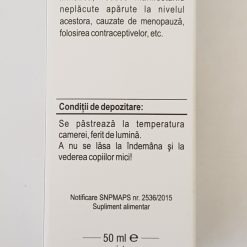 neplăcute apărute la nivelul
acestora, cauzate de menopauză,
folosirea contraceptivelor, etc.
Condiții de depozitare:
Se păstrează la temperatura
camerei, ferit de lumină.
A nu se lăsa la îndemâna și la
vederea copiilor mici!
Notificare SNPMAPS nr. 2536/2015
Supliment alimentar
50 ml e